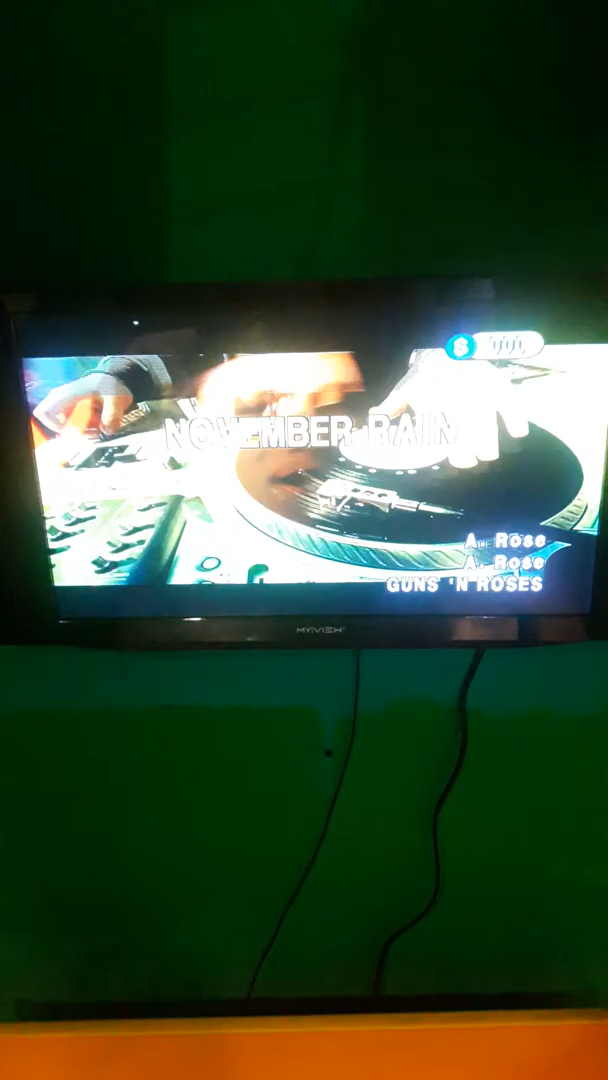 NOVEMBER RAIN
A. Rose
A. Rose
GUNS 'N ROSES
MYVIEW